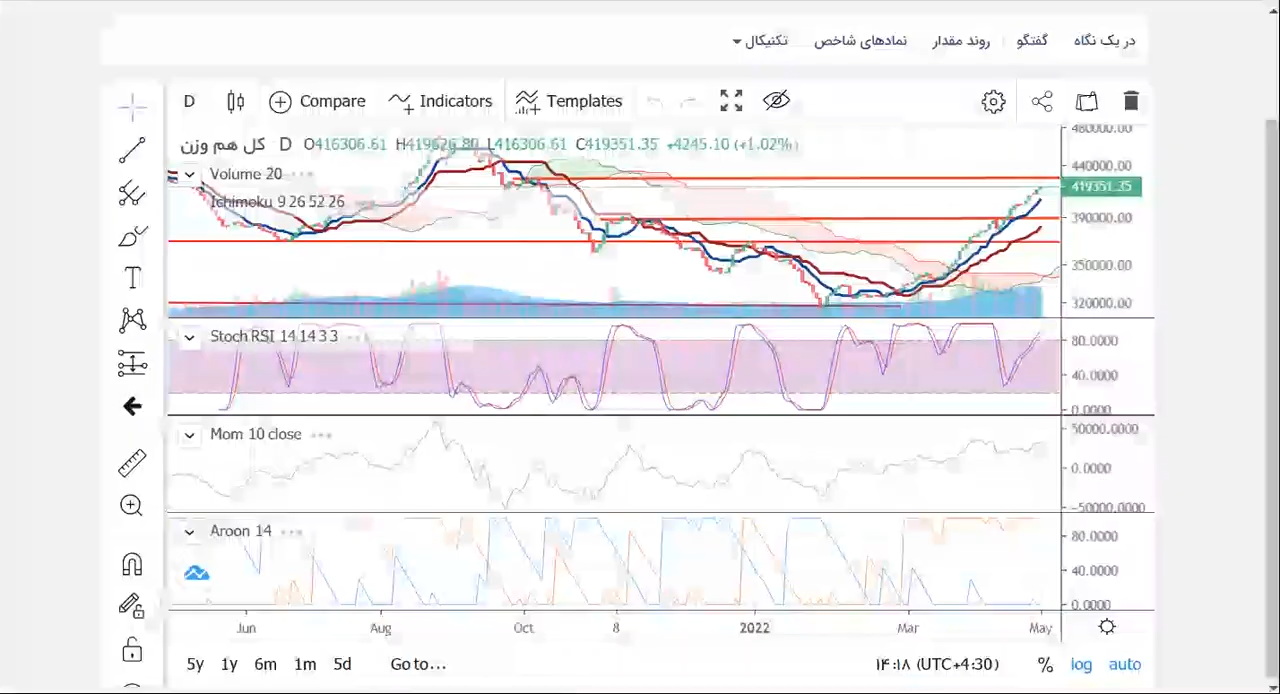 در یک نگاه گفتگو روند مقدار نمادهای شاخص تکنیکال
D Compare Indicators Templates
کل هم وزن D O416306.61 H419626.80 L416306.61 C419351.35 +4245.10 (+1.02%)
Volume 20
Ichimoku 9 26 52 26
480000.00
440000.00
419351.35
390000.00
350000.00
320000.00
Stoch RSI 14 14 3 3
80.0000
40.0000
0.0000
Mom 10 close
50000.0000
0.0000
-50000.0000
Aroon 14
80.0000
40.0000
0.0000
Jun Aug Oct 8 2022 Mar May
5y 1y 6m 1m 5d Go to... ۱۴:۱۸ (UTC+4:30) % log auto